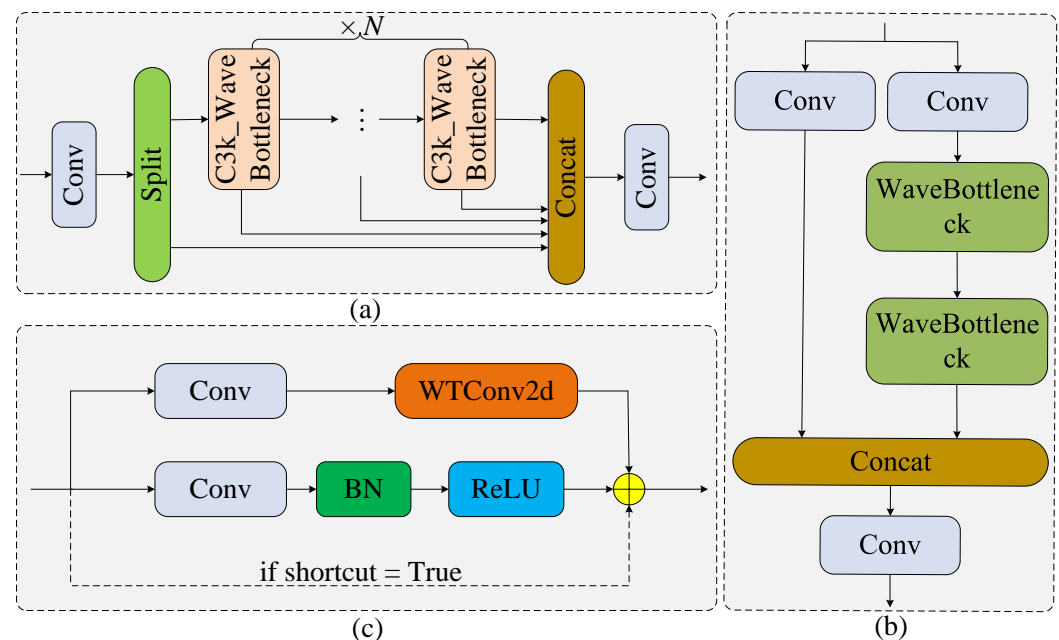 × N
Conv
Split
C3k_Wave
Bottleneck
⋮
C3k_Wave
Bottleneck
Concat
Conv
(a)
Conv
WTConv2d
Conv
BN
ReLU
if shortcut = True
(c)
Conv
Conv
WaveBottlene
ck
WaveBottlene
ck
Concat
Conv
(b)